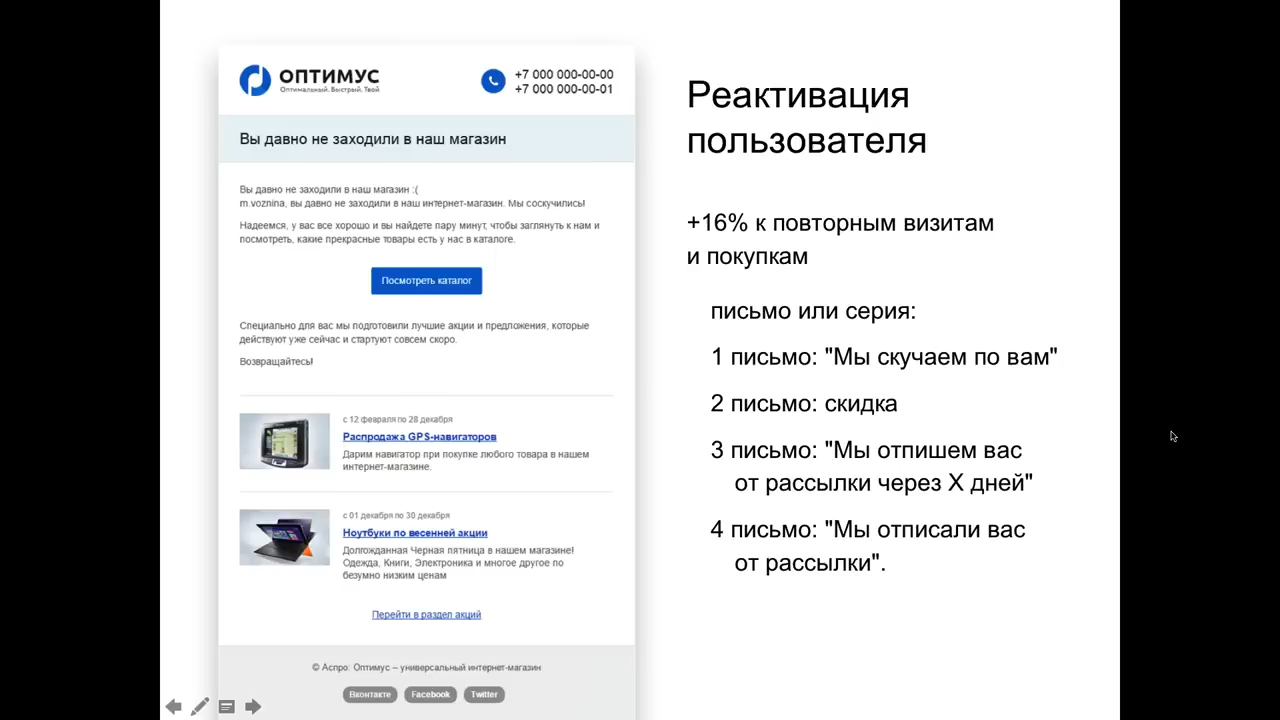 ОПТИМУС
Оптимальный. Быстрый. Твой
+7 000 000-00-00
+7 000 000-00-01
Вы давно не заходили в наш магазин
Вы давно не заходили в наш магазин :(
m.voznina, вы давно не заходили в наш интернет-магазин. Мы соскучились!
Надеемся, у вас все хорошо и вы найдете пару минут, чтобы заглянуть к нам и
посмотреть, какие прекрасные товары есть у нас в каталоге.
Посмотреть каталог
Специально для вас мы подготовили лучшие акции и предложения, которые
действуют уже сейчас и стартуют совсем скоро.
Возвращайтесь!
с 12 февраля по 28 декабря
Распродажа GPS-навигаторов
Дарим навигатор при покупке любого товара в нашем
интернет-магазине.
с 01 декабря по 30 декабря
Ноутбуки по весенней акции
Долгожданная Черная пятница в нашем магазине!
Одежда, Книги, Электроника и многое другое по
безумно низким ценам
Перейти в раздел акций
© Аспро: Оптимус – универсальный интернет-магазин
Вконтакте
Facebook
Twitter
Реактивация
пользователя
+16% к повторным визитам
и покупкам
письмо или серия:
1 письмо: "Мы скучаем по вам"
2 письмо: скидка
3 письмо: "Мы отпишем вас
от рассылки через X дней"
4 письмо: "Мы отписали вас
от рассылки".